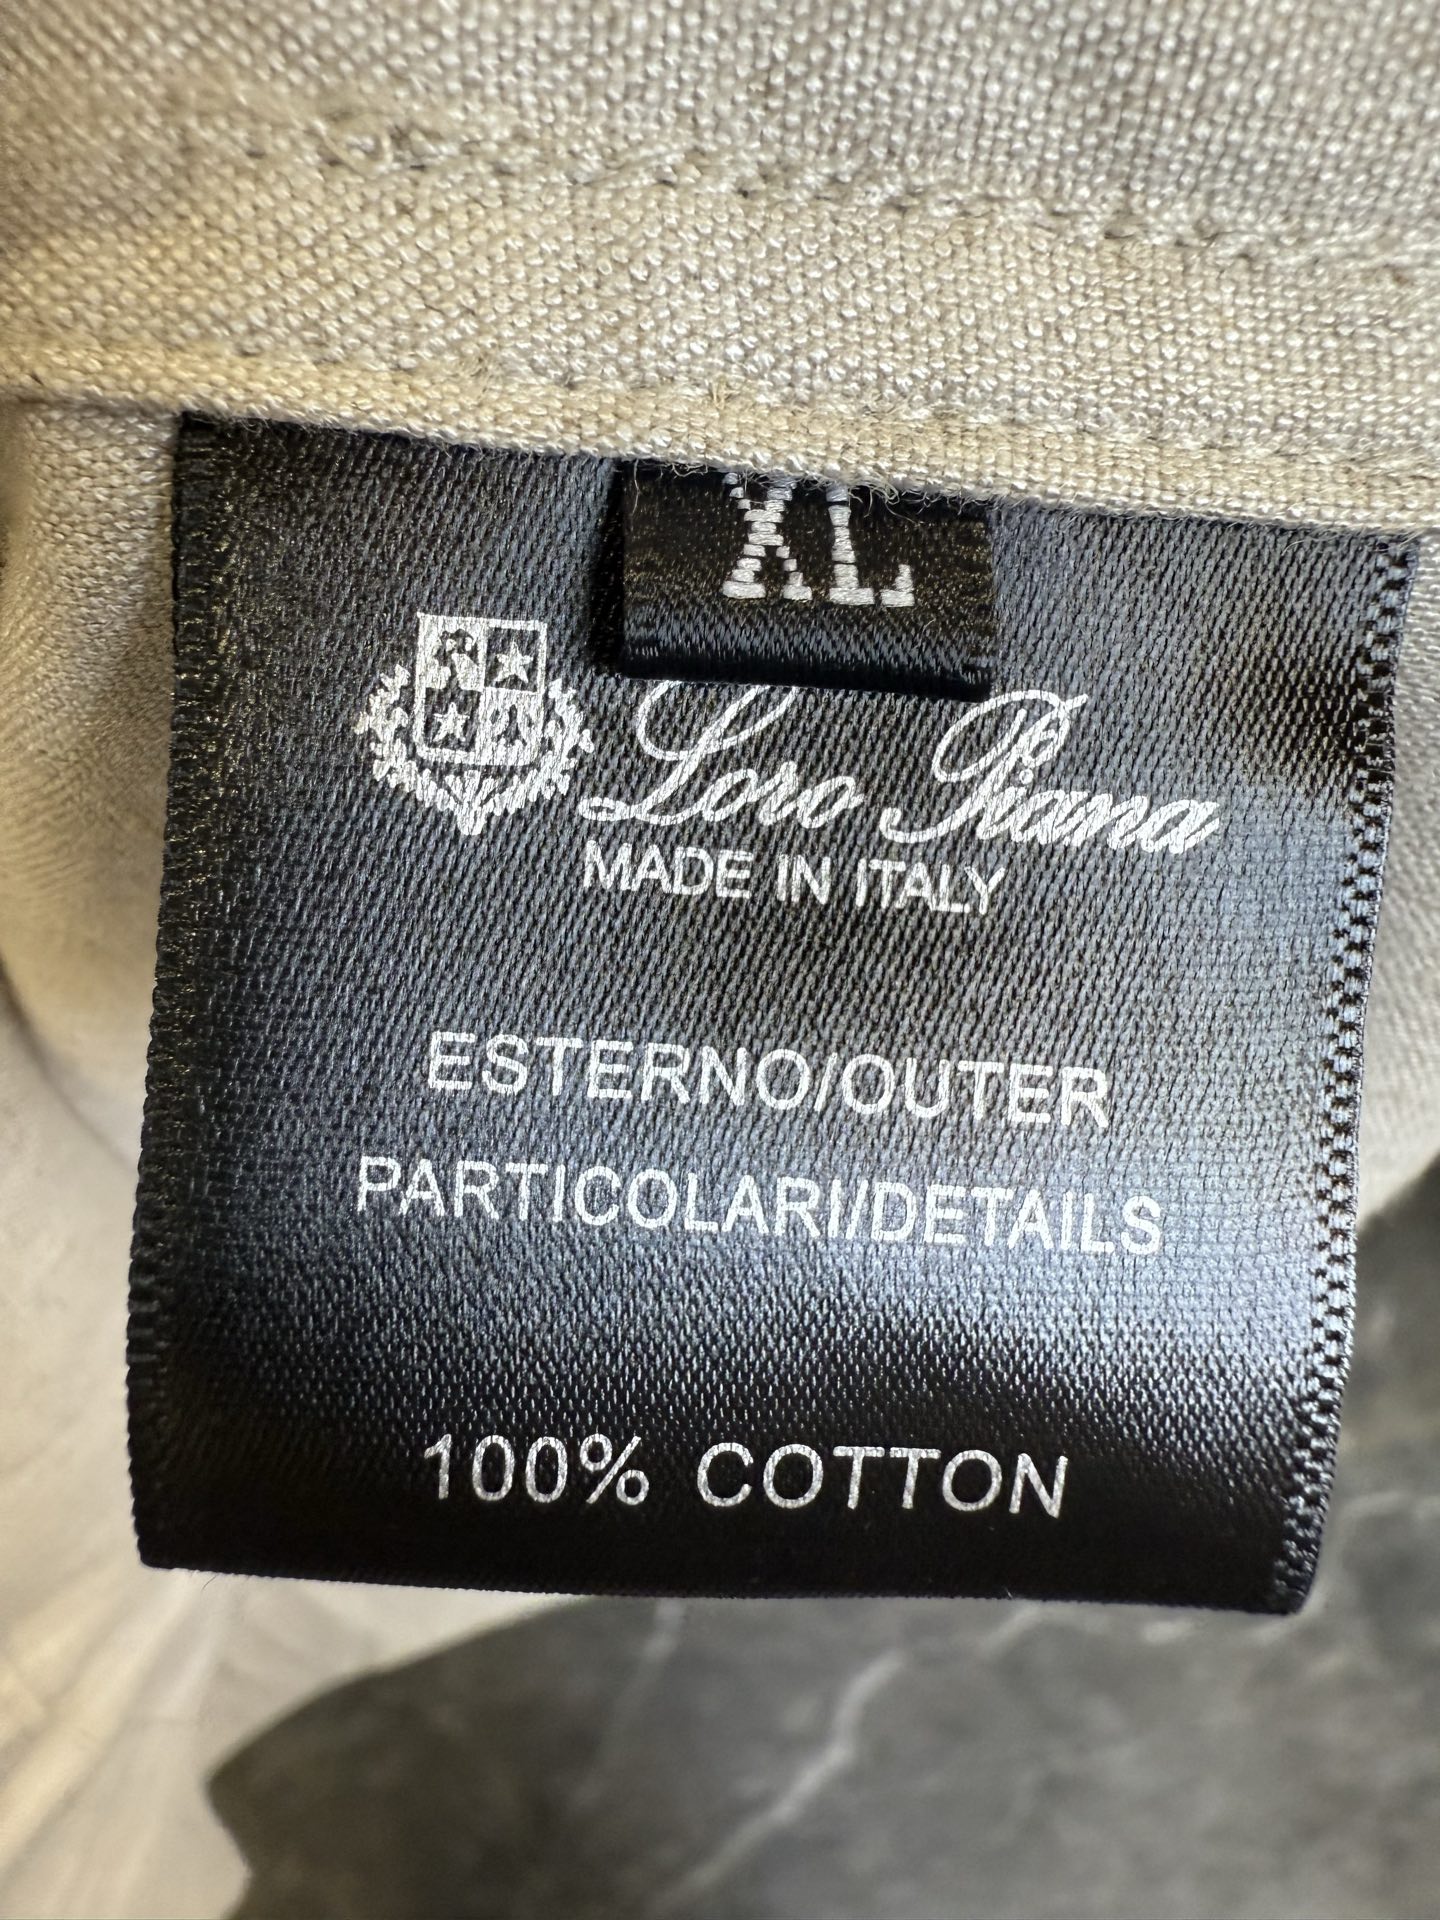 XL
Loro Piana
MADE IN ITALY
ESTERNO/OUTER
PARTICOLARI/DETAILS
100% COTTON